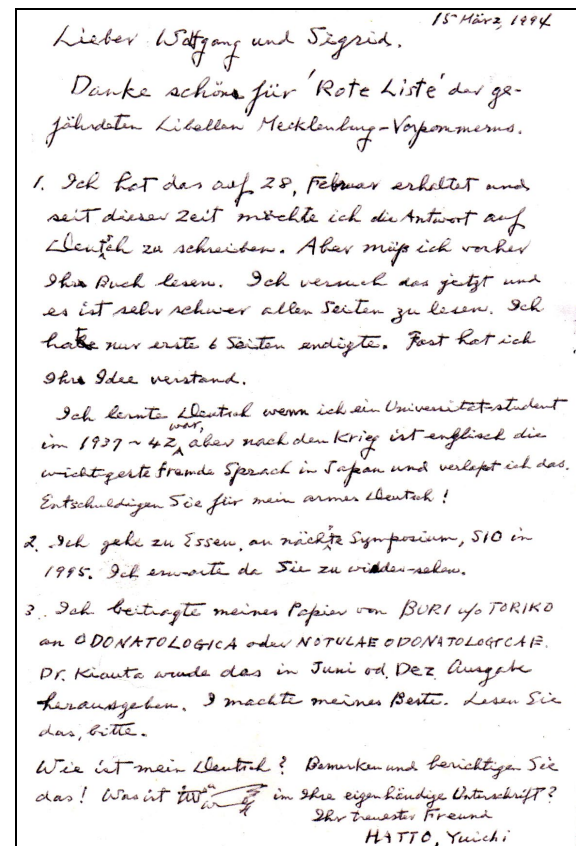 15 März, 1994
Lieber Wolfgang und Sigrid.
Danke schön für 'Rote Liste' der ge-
fährdeten Libellen Mecklenburg-Vorpommerns.
1. Ich hat das auf 28, Februar erhaltet und
seit dieser Zeit möchte ich die Antwort auf
Deutsch zu schreiben. Aber müß ich vorher
Ihre Buch lesen. Ich versuch das jetzt und
es ist sehr schwer allen Seiten zu lesen. Ich
hat nur erste 6 Seiten endigte. Fast hat ich
Ihre Idee verstand.
Ich lernte Deutsch wenn ich ein Universität-student
im 1937~42 war, aber nach den Krieg ist englisch die
wichtigerste fremde Sprach in Japan und verleßt ich das.
Entschuldigen Sie für mein armes Deutsch!
2. Ich gehe zu Essen, an nächste Symposium, SIO in
1995. Ich erwarte da Sie zu wieder-sehen.
3. Ich beitragte meines Papier von BURI w/o TORIKO
an ODONATOLOGICA oder NOTULAE ODONATOLOGICAE.
Dr. Kiauta wurde das in Juni od. Dez Ausgabe
herausgeben. I machte meines Beste. Lesen Sie
das, bitte.
Wie ist mein Deutsch? Bemerken und berichtigen Sie
das! Was ist in Ihre eigenhändige Unterschrift?
Ihr treuester Freund
HATTO, Yuichi